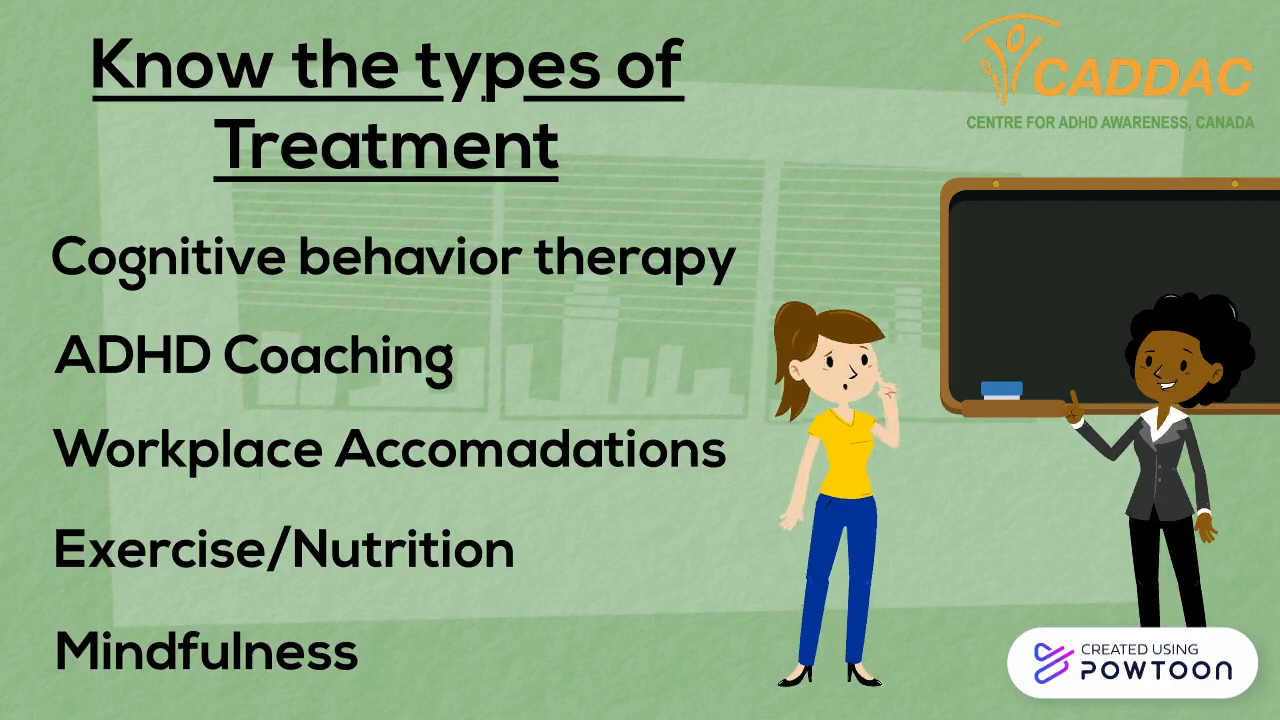 Know the types of
Treatment
CADDAC
CENTRE FOR ADHD AWARENESS, CANADA
Cognitive behavior therapy
ADHD Coaching
Workplace Accomadations
Exercise/Nutrition
Mindfulness
CREATED USING
POWTOON